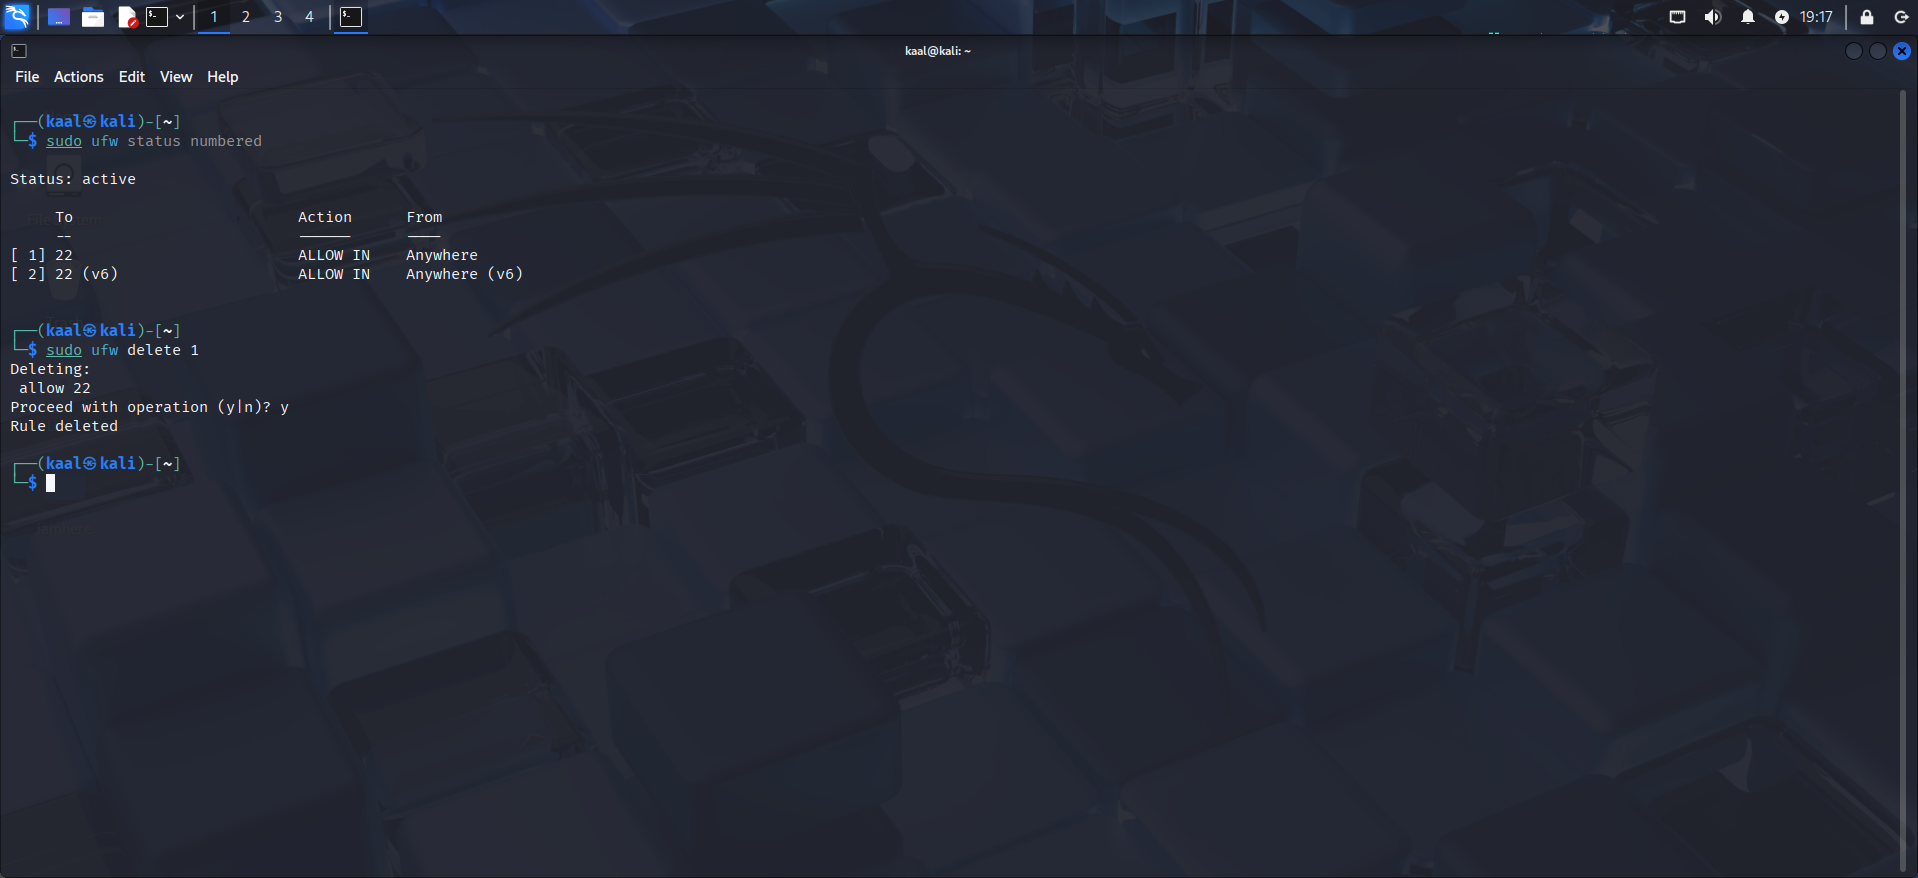 1 2 3 4 19:17
kaal@kali: ~
File Actions Edit View Help
┌──(kaal㉿kali)-[~]
└─$ sudo ufw status numbered
Status: active
To Action From
-- ------ ----
[ 1] 22 ALLOW IN Anywhere
[ 2] 22 (v6) ALLOW IN Anywhere (v6)
┌──(kaal㉿kali)-[~]
└─$ sudo ufw delete 1
Deleting:
allow 22
Proceed with operation (y|n)? y
Rule deleted
┌──(kaal㉿kali)-[~]
└─$